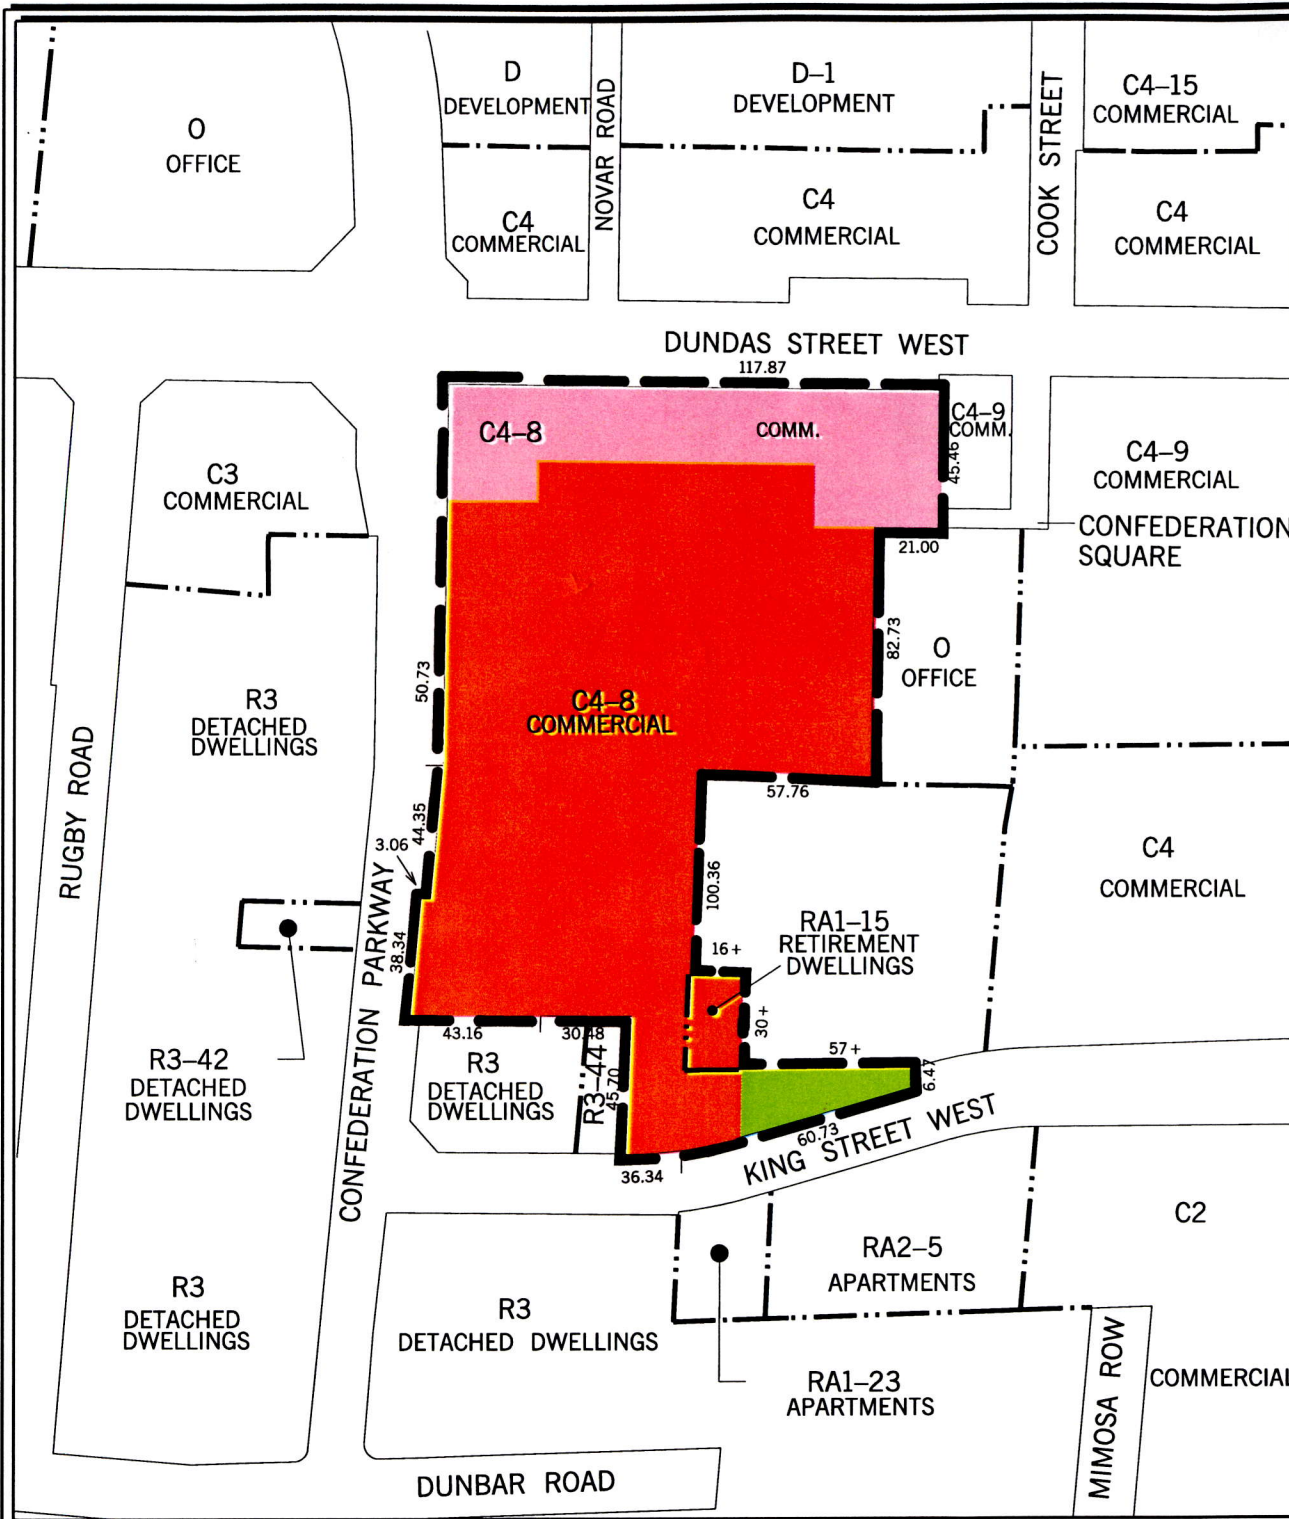 D
DEVELOPMENT
NOVAR ROAD
D–1
DEVELOPMENT
COOK STREET
C4–15
COMMERCIAL
O
OFFICE
C4
COMMERCIAL
C4
COMMERCIAL
C4
COMMERCIAL
DUNDAS STREET WEST
117.87
C4–8
COMM.
C4–9
COMM.
45.46
C4–9
COMMERCIAL
C3
COMMERCIAL
21.00
CONFEDERATION
SQUARE
82.73
O
OFFICE
50.73
R3
DETACHED
DWELLINGS
C4–8
COMMERCIAL
RUGBY ROAD
57.76
44.35
3.06
100.36
C4
COMMERCIAL
RA1–15
RETIREMENT
DWELLINGS
16+
38.34
CONFEDERATION PARKWAY
30+
43.16
30.48
57+
6.47
R3–42
DETACHED
DWELLINGS
R3
DETACHED
DWELLINGS
R3–44
45.70
60.73
KING STREET WEST
36.34
C2
RA2–5
APARTMENTS
R3
DETACHED
DWELLINGS
R3
DETACHED DWELLINGS
RA1–23
APARTMENTS
MIMOSA ROW
COMMERCIAL
DUNBAR ROAD